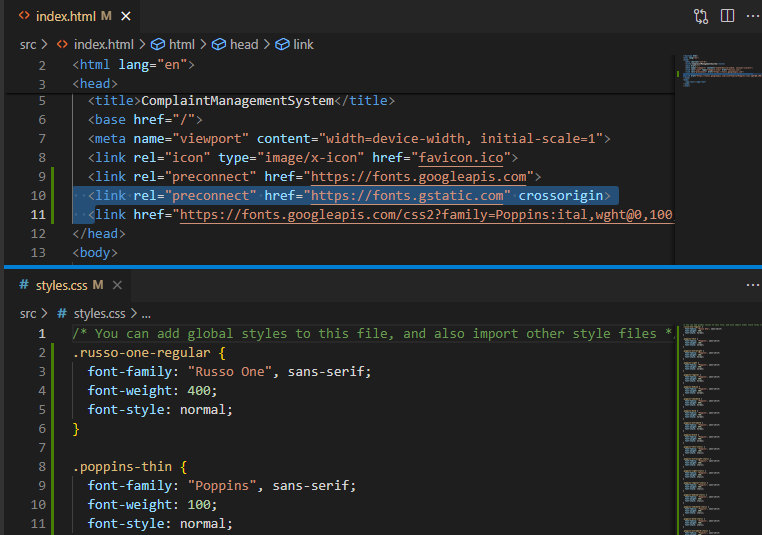 index.html M
src > index.html > html > head > link
2 <html lang="en">
3 <head>
5 <title>ComplaintManagementSystem</title>
6 <base href="/">
7 <meta name="viewport" content="width=device-width, initial-scale=1">
8 <link rel="icon" type="image/x-icon" href="favicon.ico">
9 <link rel="preconnect" href="https://fonts.googleapis.com">
10 <link rel="preconnect" href="https://fonts.gstatic.com" crossorigin>
11 <link href="https://fonts.googleapis.com/css2?family=Poppins:ital,wght@0,100
12 </head>
13 <body>
# styles.css M
src > # styles.css > ...
1 /* You can add global styles to this file, and also import other style files *
2 .russo-one-regular {
3 font-family: "Russo One", sans-serif;
4 font-weight: 400;
5 font-style: normal;
6 }
7
8 .poppins-thin {
9 font-family: "Poppins", sans-serif;
10 font-weight: 100;
11 font-style: normal;